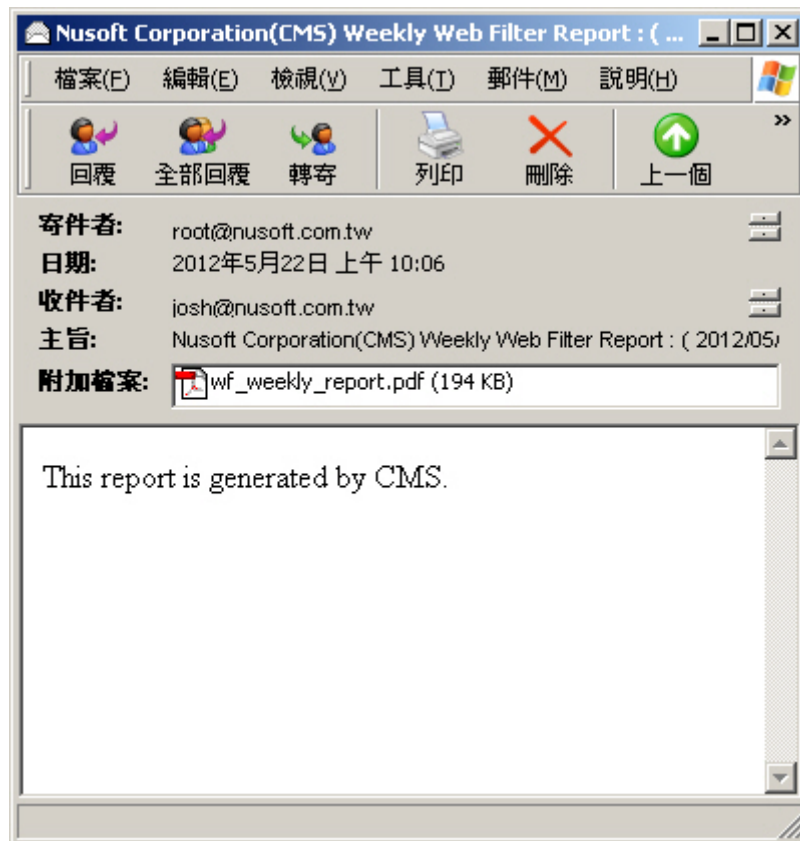 Nusoft Corporation(CMS) Weekly Web Filter Report : ( ...
檔案(F) 編輯(E) 檢視(V) 工具(T) 郵件(M) 說明(H)
»
回覆 全部回覆 轉寄 列印 刪除 上一個
寄件者: root@nusoft.com.tw
日期: 2012年5月22日 上午 10:06
收件者: josh@nusoft.com.tw
主旨: Nusoft Corporation(CMS) Weekly Web Filter Report : ( 2012/05/
附加檔案: wf_weekly_report.pdf (194 KB)
This report is generated by CMS.